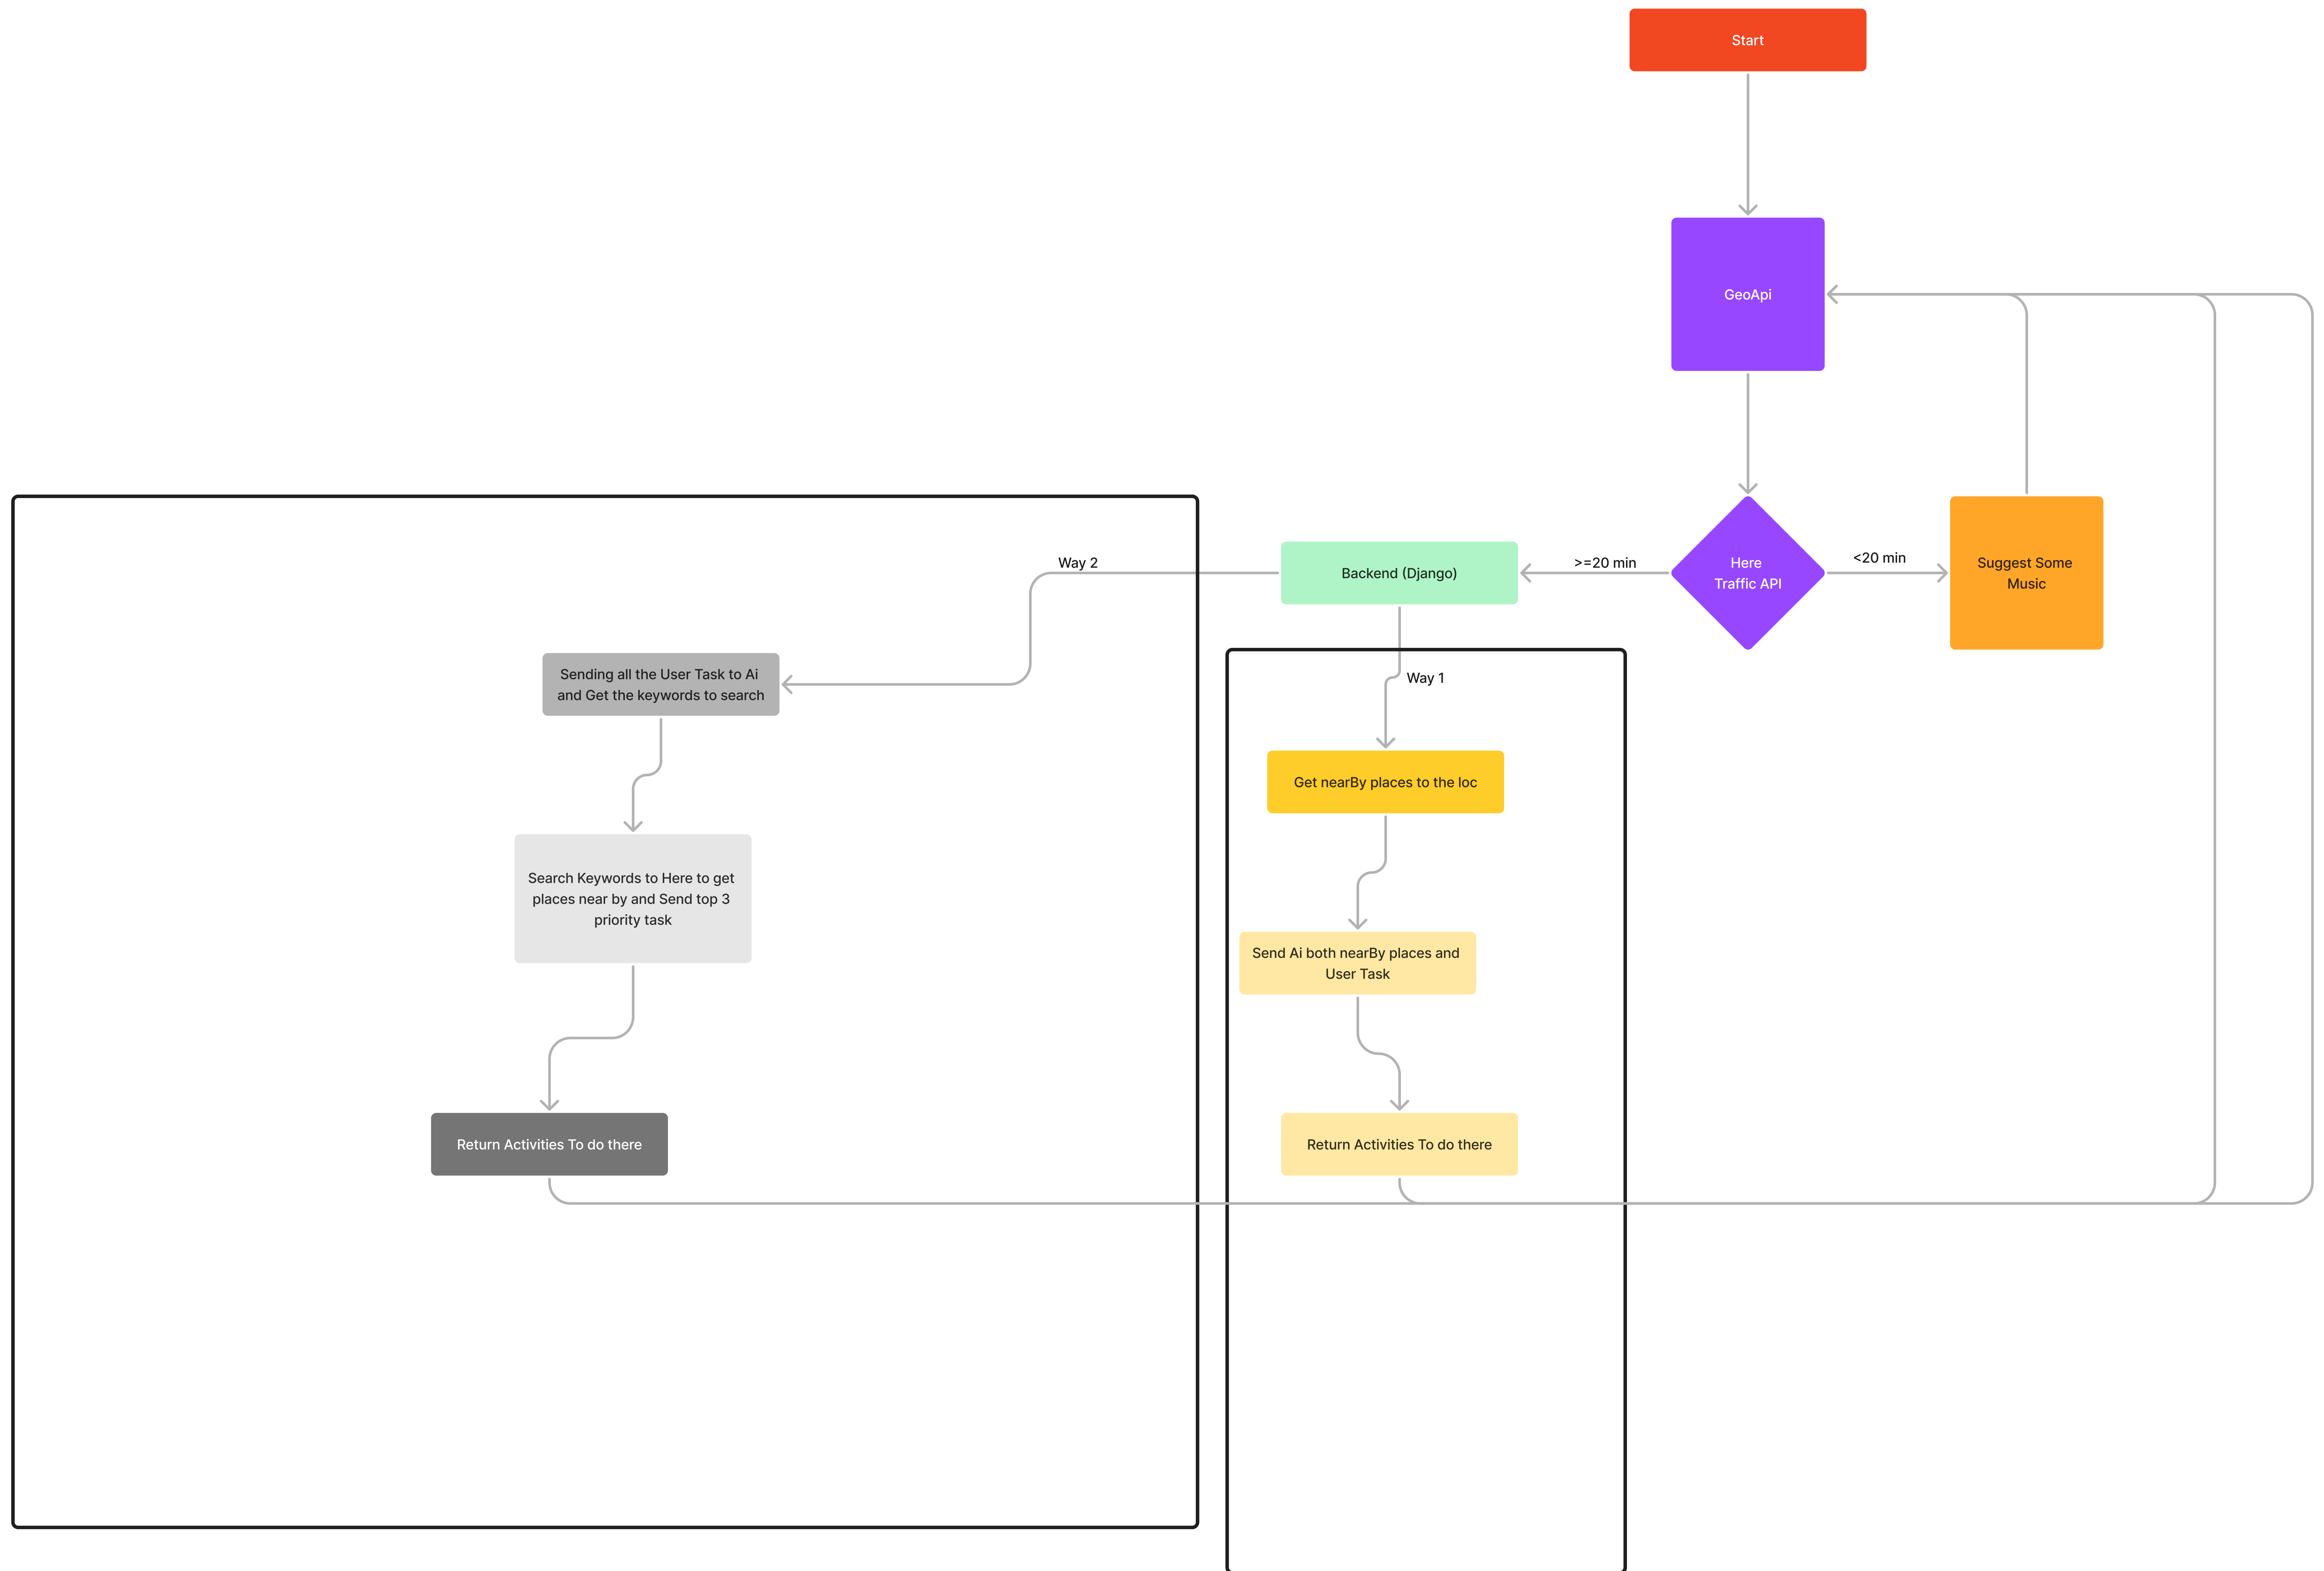 Start
GeoApi
Here
Traffic API
<20 min
Suggest Some
Music
>=20 min
Backend (Django)
Way 2
Way 1
Sending all the User Task to Ai
and Get the keywords to search
Search Keywords to Here to get
places near by and Send top 3
priority task
Return Activities To do there
Get nearBy places to the loc
Send Ai both nearBy places and
User Task
Return Activities To do there